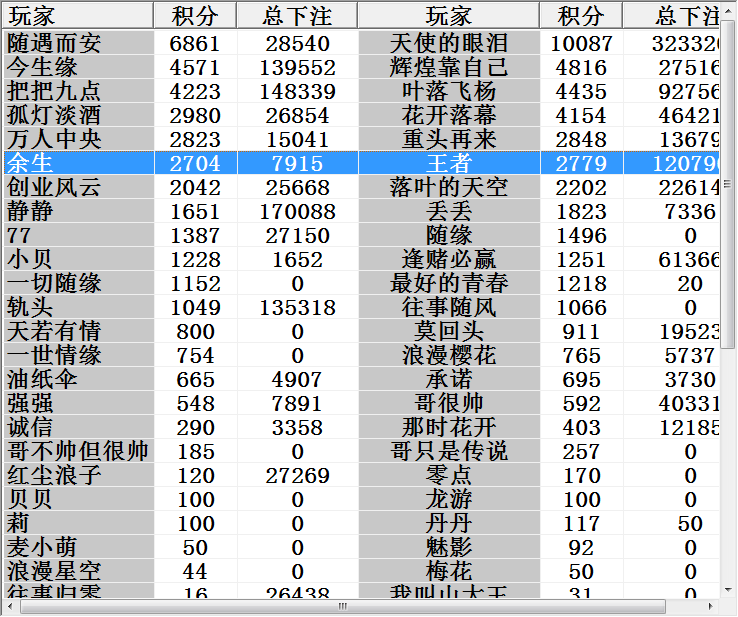 玩家 积分 总下注 玩家 积分 总下注
随遇而安 6861 28540 天使的眼泪 10087
今生缘 4571 139552 辉煌靠自己 4816 27516
把把九点 4223 148339 叶落飞杨 4435 92756
孤灯淡酒 2980 26854 花开落幕 4154 46421
万人中央 2823 15041 重头再来 2848 13679
余生 2704 7915 王者 2779
创业风云 2042 25668 落叶的天空 2202 22614
静静 1651 170088 丢丢 1823 7336
77 1387 27150 随缘 1496 0
小贝 1228 1652 逢赌必赢 1251 61366
一切随缘 1152 0 最好的青春 1218 20
轨头 1049 135318 往事随风 1066 0
天若有情 800 0 莫回头 911 19523
一世情缘 754 0 浪漫樱花 765 5737
油纸伞 665 4907 承诺 695 3730
强强 548 7891 哥很帅 592 40331
诚信 290 3358 那时花开 403 12185
哥不帅但很帅 185 0 哥只是传说 257 0
红尘浪子 120 27269 零点 170 0
贝贝 100 0 龙游 100 0
莉 100 0 丹丹 117 50
麦小萌 50 0 魅影 92 0
浪漫星空 44 0 梅花 50 0
往事归零 16 26438 我叫山大王 31 0